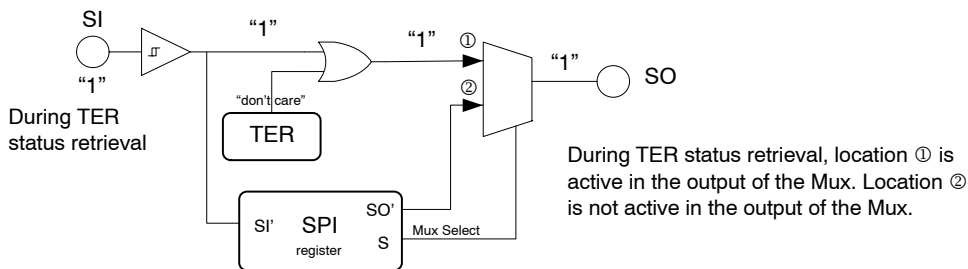 SI
“1”
“1”
“1”
①
“1”
SO
“1”
②
During TER
status retrieval
“don’t care”
TER
During TER status retrieval, location ① is
active in the output of the Mux. Location ②
is not active in the output of the Mux.
SI’
SPI
register
SO’
S
Mux Select